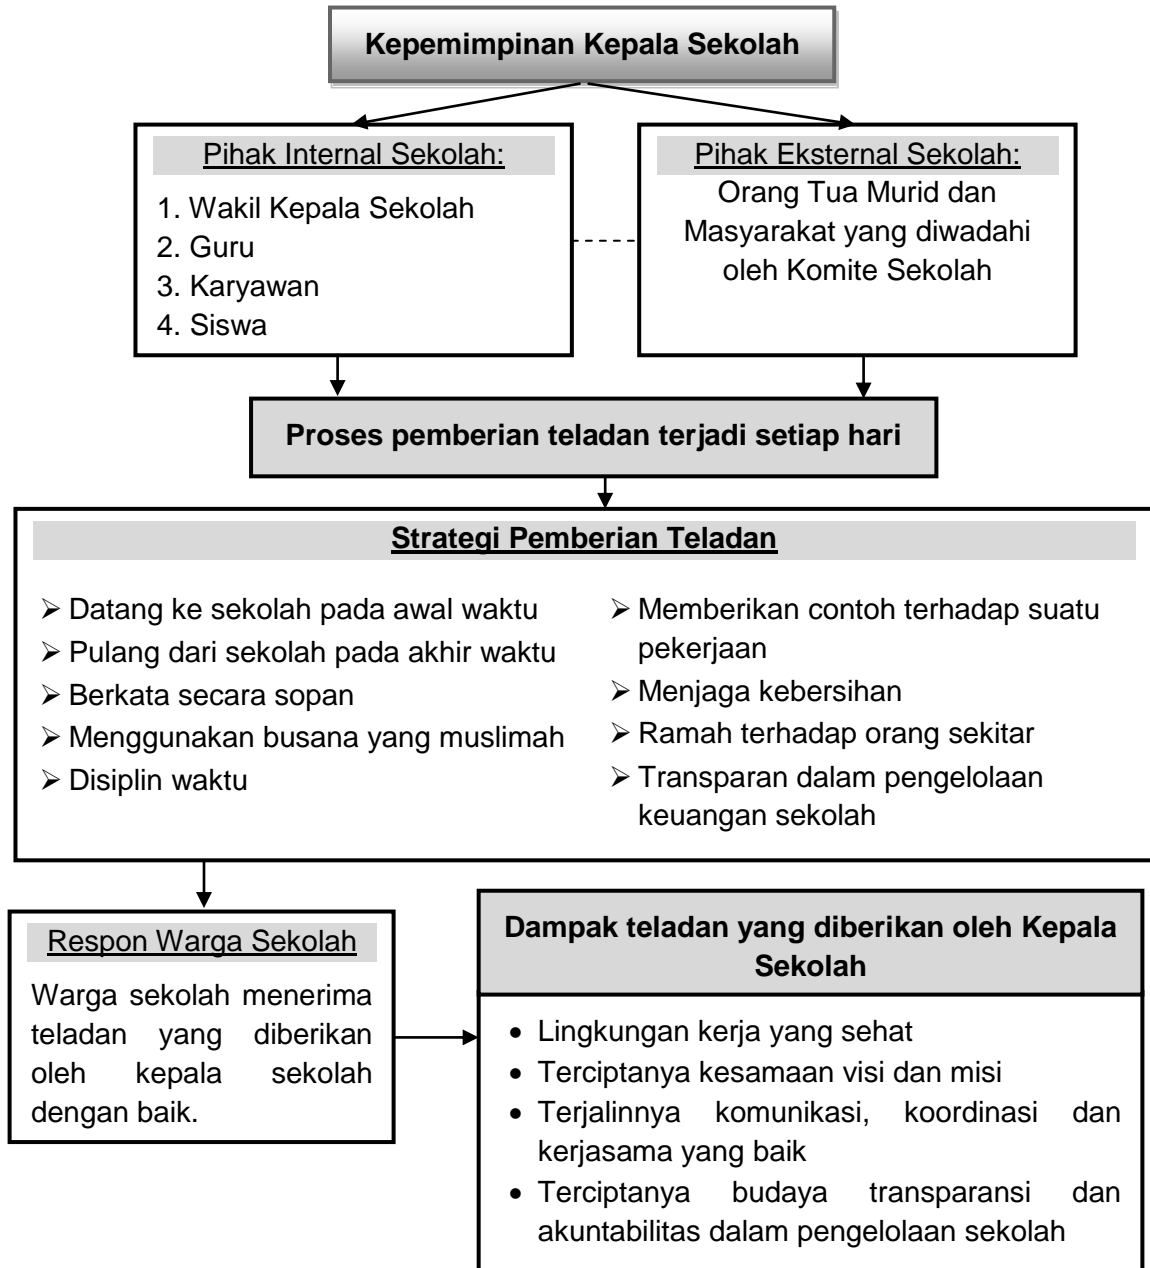 Kepemimpinan Kepala Sekolah
Pihak Internal Sekolah:
1. Wakil Kepala Sekolah
2. Guru
3. Karyawan
4. Siswa
Pihak Eksternal Sekolah:
Orang Tua Murid dan
Masyarakat yang diwadahi
oleh Komite Sekolah
Proses pemberian teladan terjadi setiap hari
Strategi Pemberian Teladan
➢ Datang ke sekolah pada awal waktu
➢ Pulang dari sekolah pada akhir waktu
➢ Berkata secara sopan
➢ Menggunakan busana yang muslimah
➢ Disiplin waktu
➢ Memberikan contoh terhadap suatu
pekerjaan
➢ Menjaga kebersihan
➢ Ramah terhadap orang sekitar
➢ Transparan dalam pengelolaan
keuangan sekolah
Respon Warga Sekolah
Warga sekolah menerima
teladan yang diberikan
oleh kepala sekolah
dengan baik.
Dampak teladan yang diberikan oleh Kepala
Sekolah
• Lingkungan kerja yang sehat
• Terciptanya kesamaan visi dan misi
• Terjalinnya komunikasi, koordinasi dan
kerjasama yang baik
• Terciptanya budaya transparansi dan
akuntabilitas dalam pengelolaan sekolah